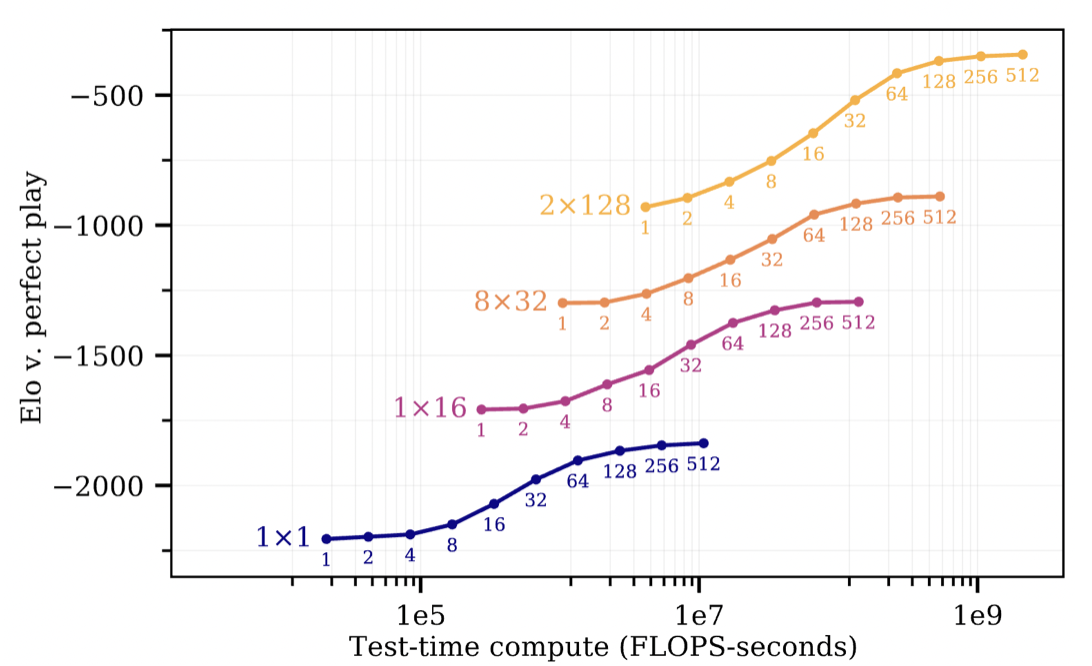 Elo v. perfect play
−500
−1000
−1500
−2000
2×128
1 2 4 8 16 32 64 128 256 512
8×32
1 2 4 8 16 32 64 128 256 512
1×16
1 2 4 8 16 32 64 128 256 512
1×1
1 2 4 8 16 32 64 128 256 512
1e5 1e7 1e9
Test-time compute (FLOPS-seconds)